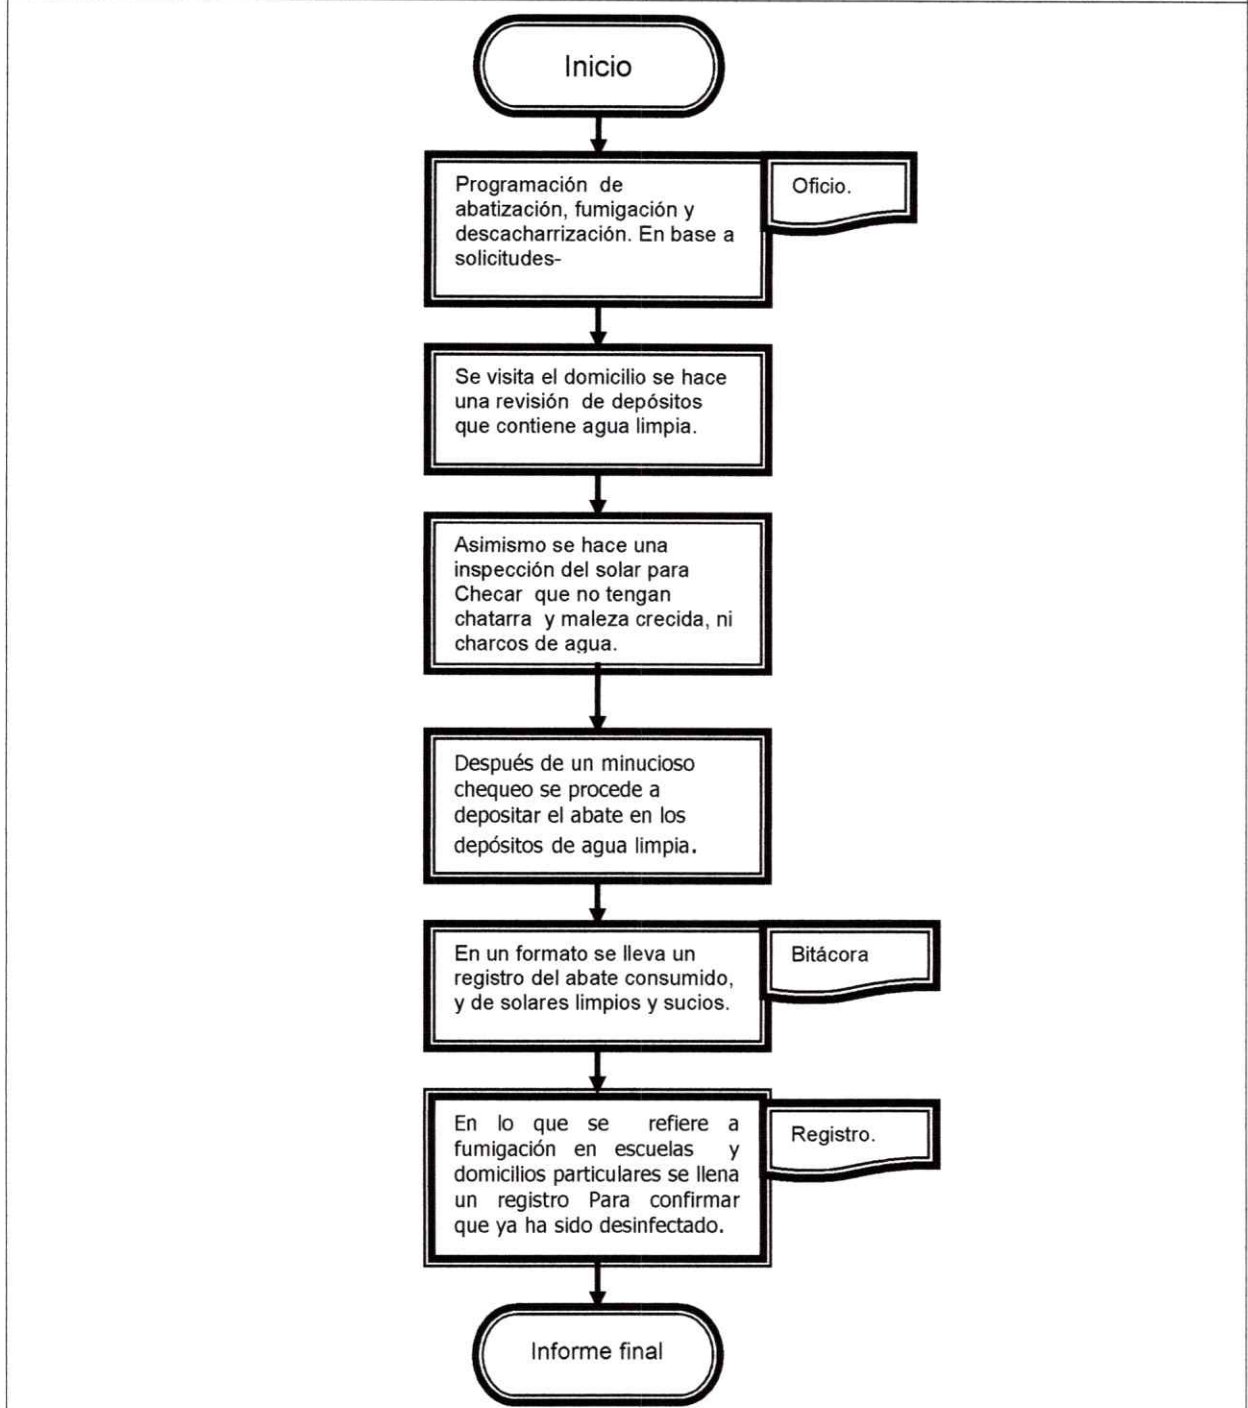 Inicio
Programación de
abatización, fumigación y
descacharrización. En base a
solicitudes-
Oficio.
Se visita el domicilio se hace
una revisión de depósitos
que contiene agua limpia.
Asimismo se hace una
inspección del solar para
Checar que no tengan
chatarra y maleza crecida, ni
charcos de agua.
Después de un minucioso
chequeo se procede a
depositar el abate en los
depósitos de agua limpia.
En un formato se lleva un
registro del abate consumido,
y de solares limpios y sucios.
Bitácora
En lo que se refiere a
fumigación en escuelas y
domicilios particulares se llena
un registro Para confirmar
que ya ha sido desinfectado.
Registro.
Informe final